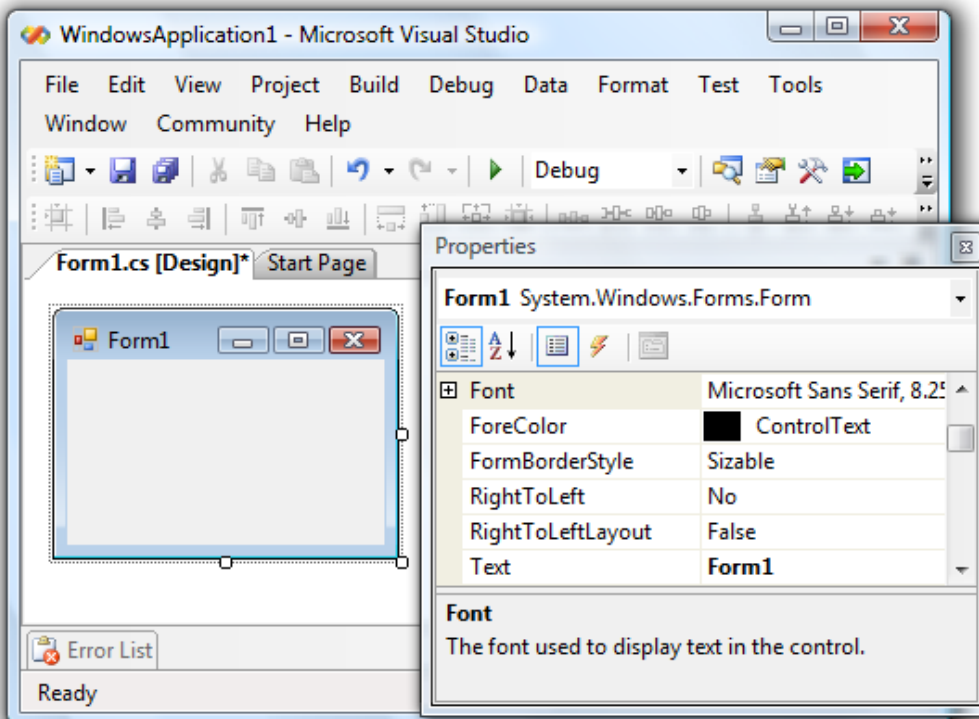 WindowsApplication1 - Microsoft Visual Studio
File Edit View Project Build Debug Data Format Test Tools
Window Community Help
Debug
Form1.cs [Design]* Start Page
Form1
Error List
Ready
Properties
Form1 System.Windows.Forms.Form
Font Microsoft Sans Serif, 8.25
ForeColor ControlText
FormBorderStyle Sizable
RightToLeft No
RightToLeftLayout False
Text Form1
Font
The font used to display text in the control.